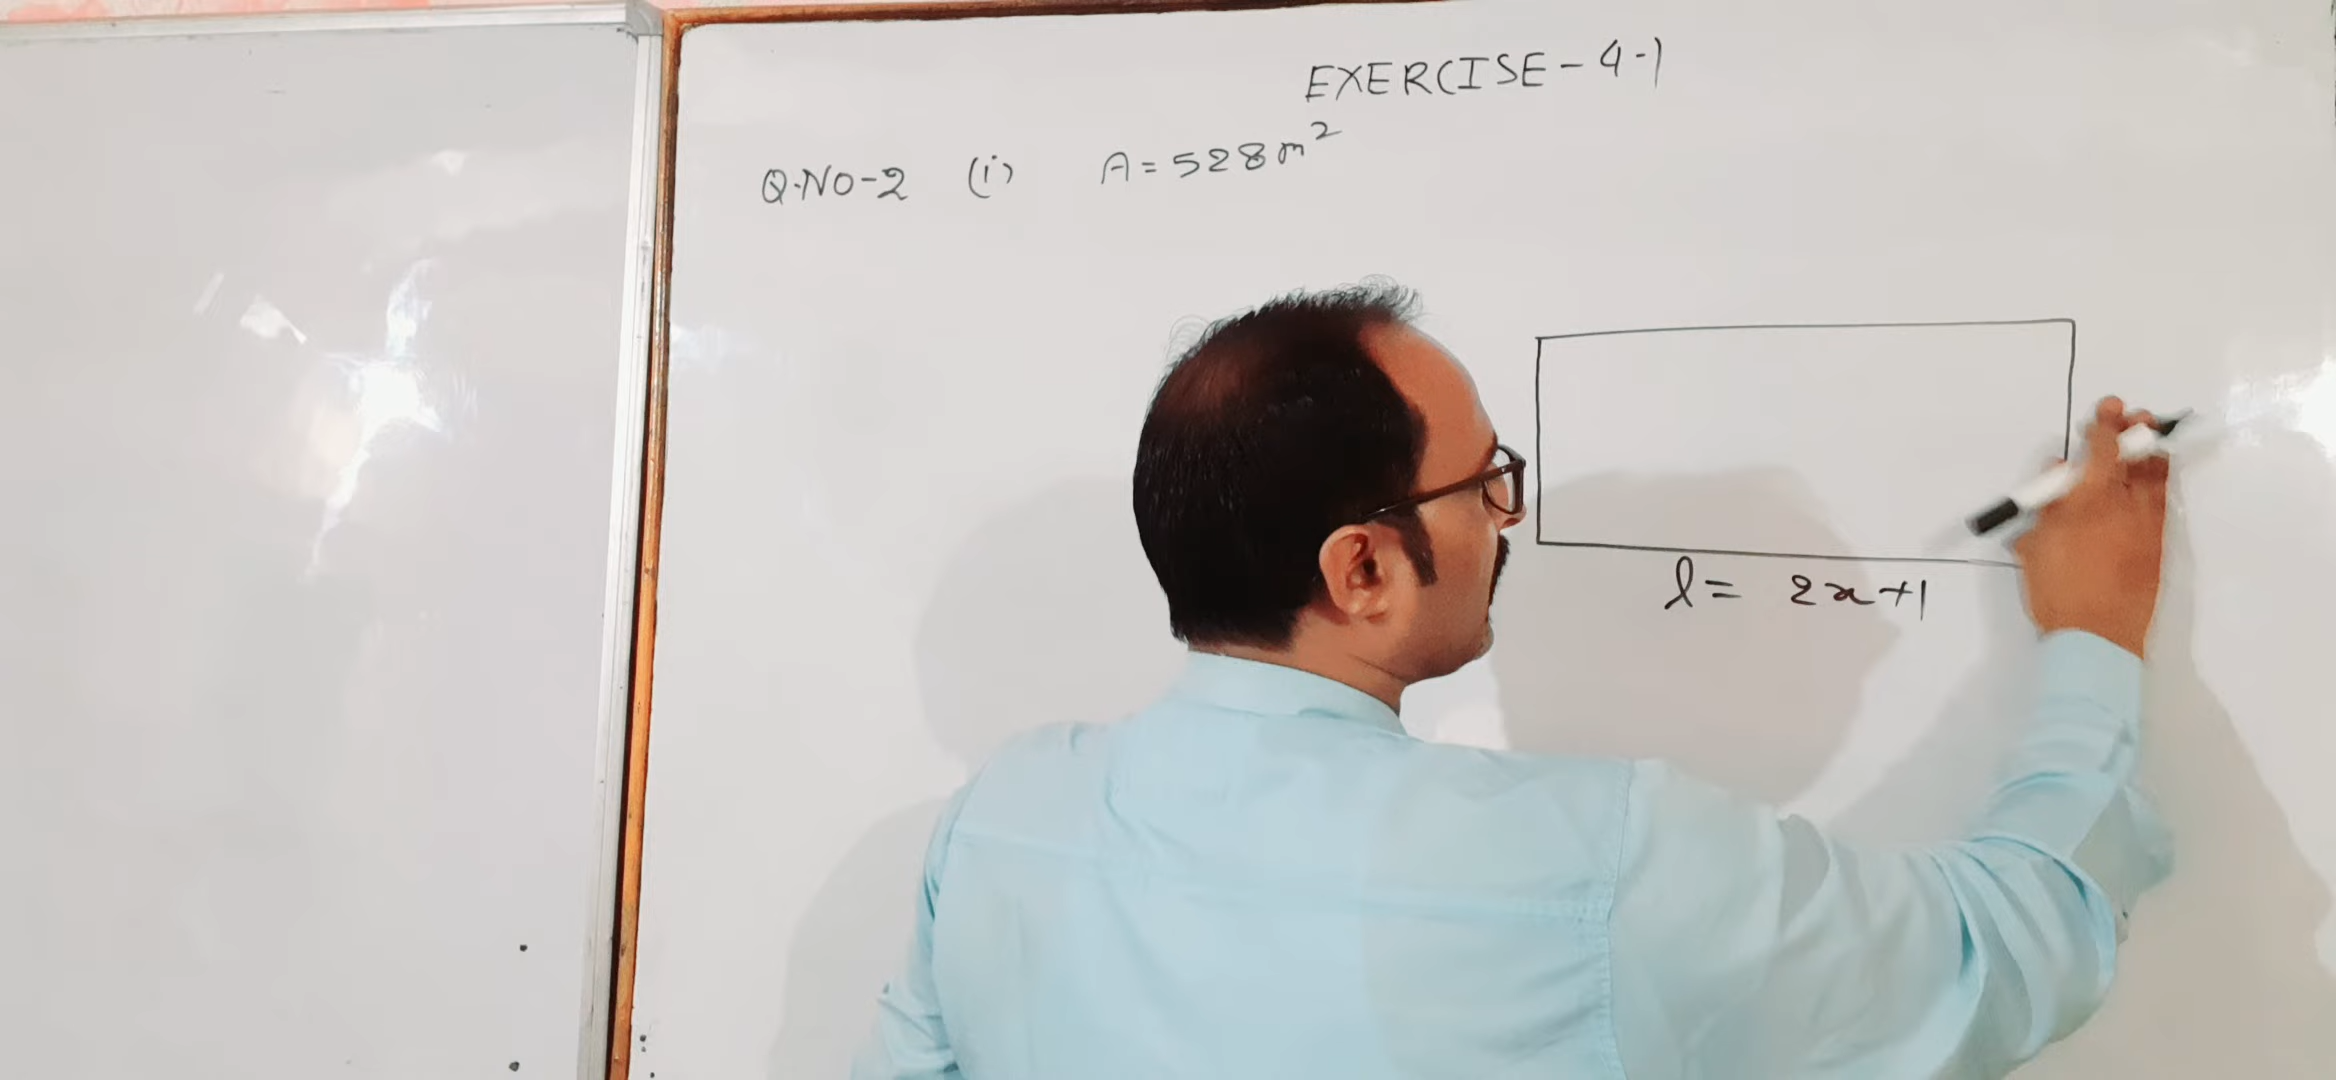 EXERCISE-4-1
Q.NO-2 (i) A = 528m²
l = 2x+1